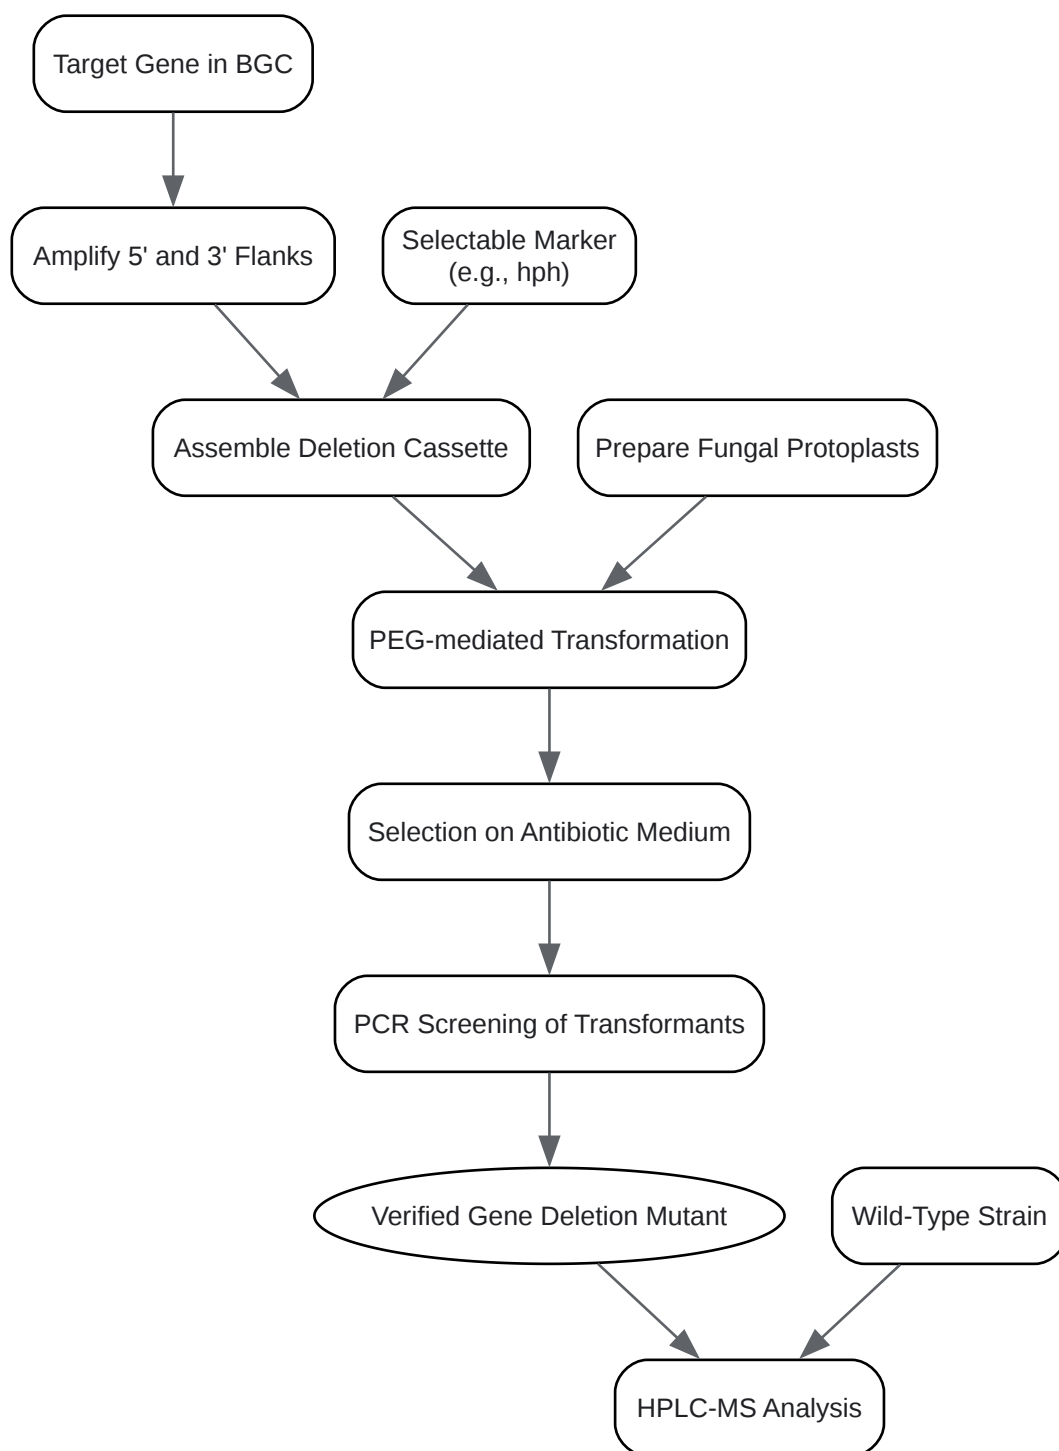 Target Gene in BGC
Amplify 5' and 3' Flanks
Selectable Marker
(e.g., hph)
Assemble Deletion Cassette
Prepare Fungal Protoplasts
PEG-mediated Transformation
Selection on Antibiotic Medium
PCR Screening of Transformants
Verified Gene Deletion Mutant
Wild-Type Strain
HPLC-MS Analysis